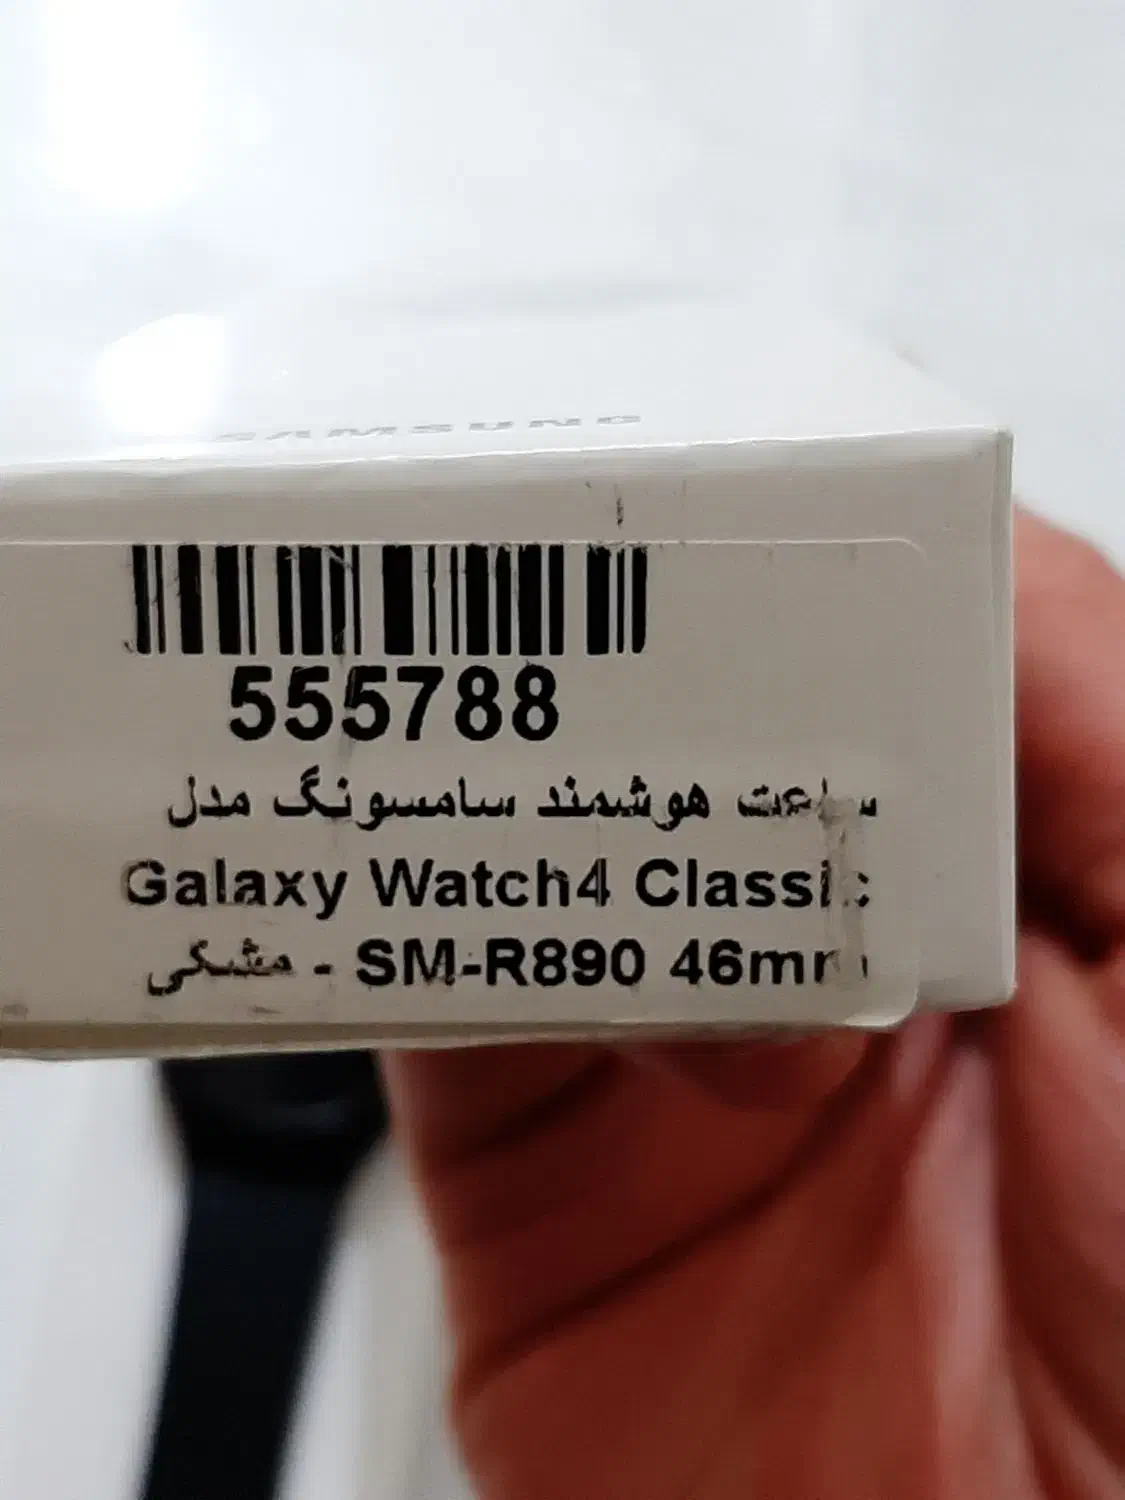 SAMSUNG
555788
ساعت هوشمند سامسونگ مدل
Galaxy Watch4 Classic
SM-R890 46mm - مشکی